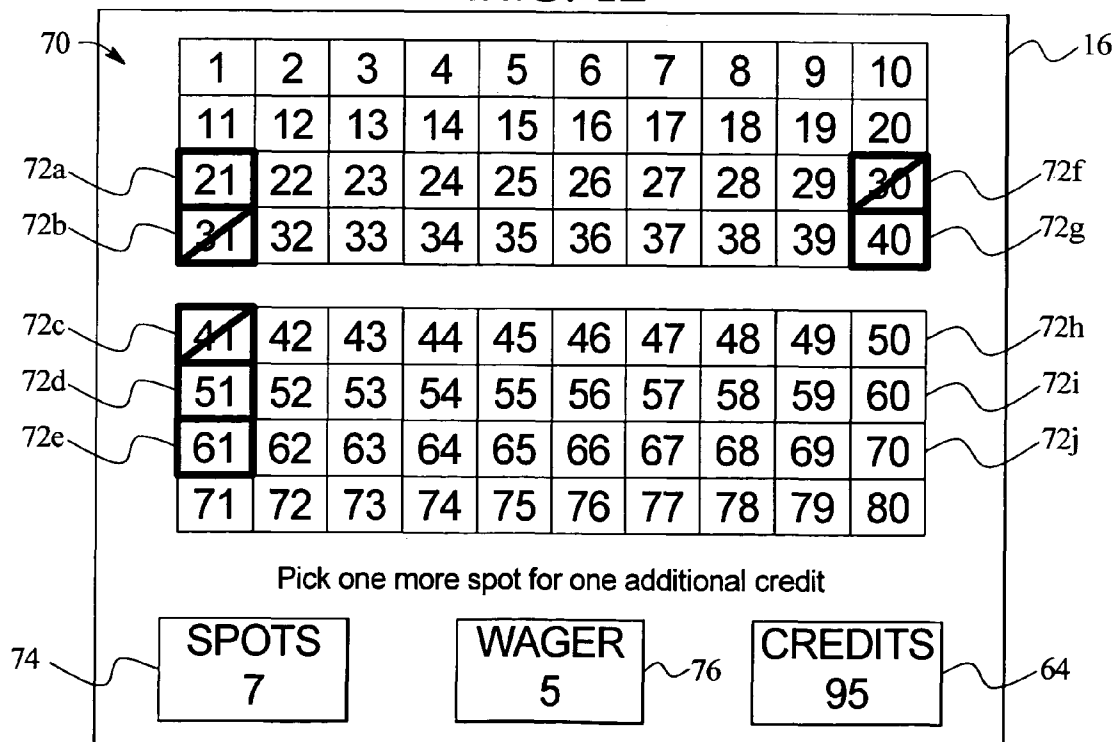 70 1 2 3 4 5 6 7 8 9 10 16
11 12 13 14 15 16 17 18 19 20
72a 21 22 23 24 25 26 27 28 29 30 72f
72b 31 32 33 34 35 36 37 38 39 40 72g
72c 41 42 43 44 45 46 47 48 49 50 72h
72d 51 52 53 54 55 56 57 58 59 60 72i
72e 61 62 63 64 65 66 67 68 69 70 72j
71 72 73 74 75 76 77 78 79 80
Pick one more spot for one additional credit
SPOTS WAGER CREDITS
74 7 5 76 95 64